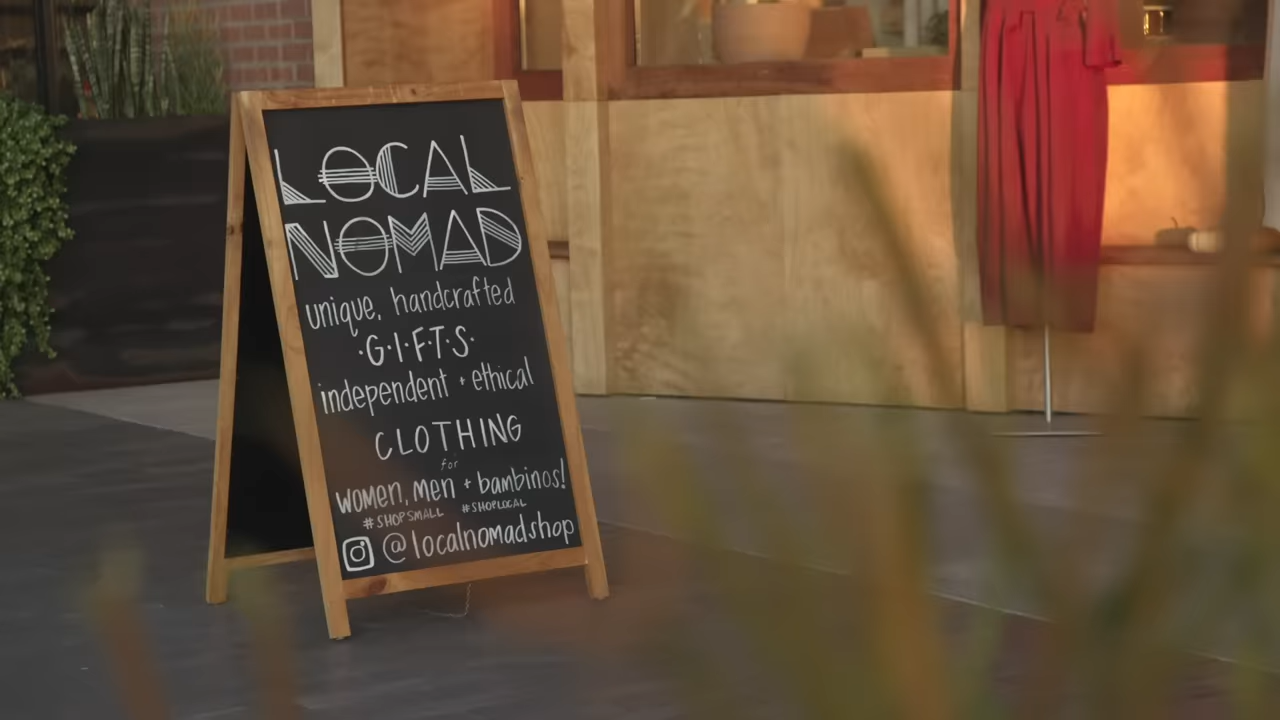 LOCAL
NOMAD
unique, handcrafted
·G·I·F·T·S·
independent + ethical
CLOTHING
for
women, men + bambinos!
#SHOPSMALL #SHOPLOCAL
@localnomadshop